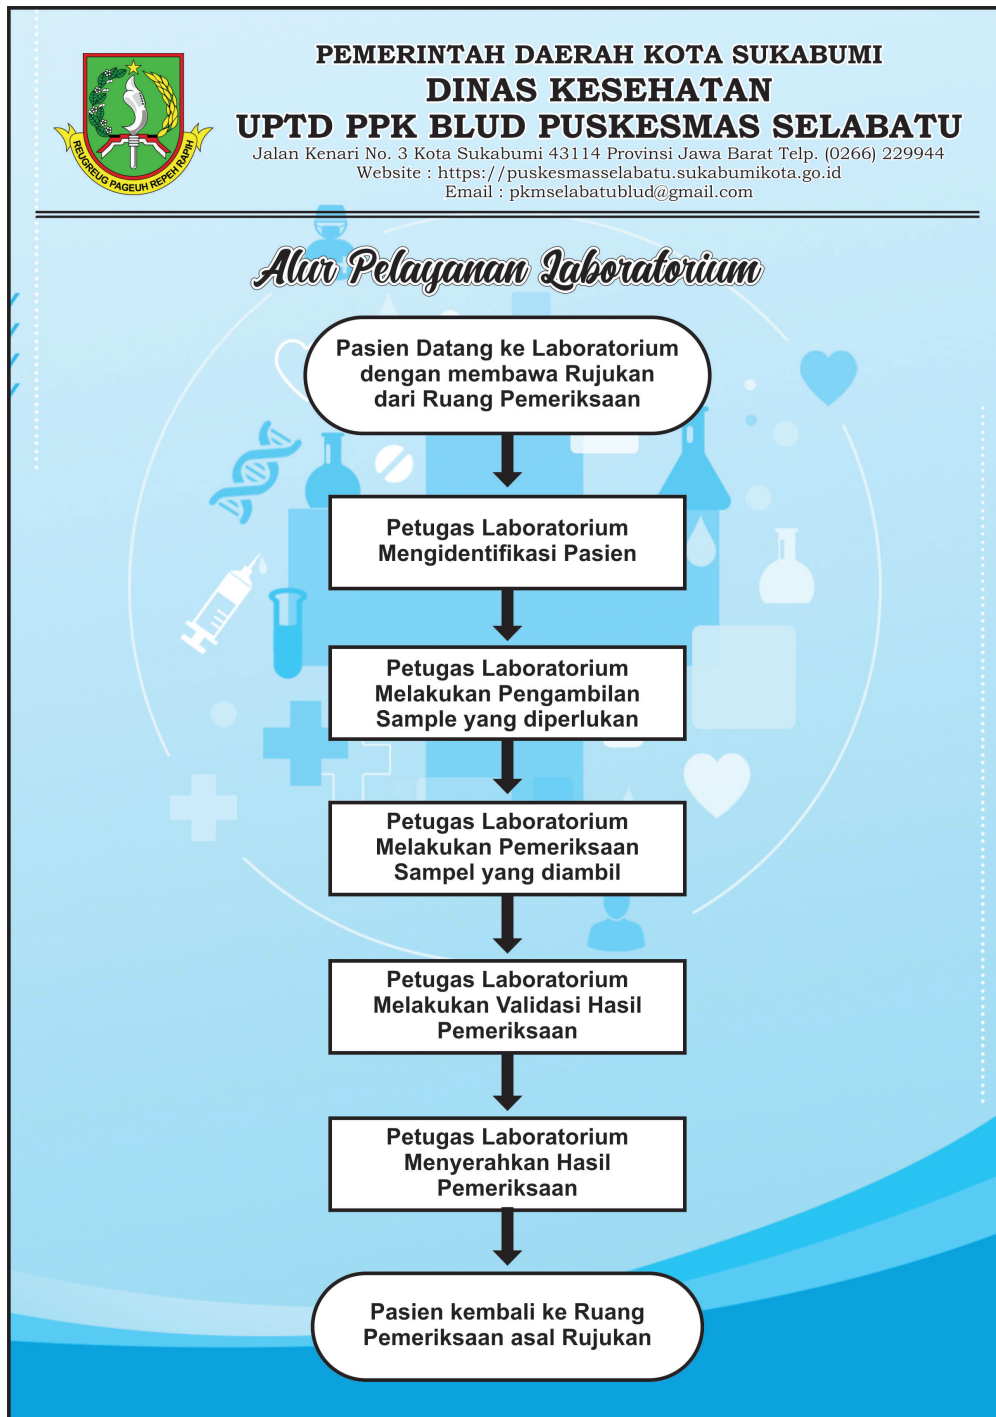 PEMERINTAH DAERAH KOTA SUKABUMI
DINAS KESEHATAN
UPTD PPK BLUD PUSKESMAS SELABATU
Jalan Kenari No. 3 Kota Sukabumi 43114 Provinsi Jawa Barat Telp. (0266) 229944
Website : https://puskesmasselabatu.sukabumikota.go.id
Email : pkmselabatublud@gmail.com
REUGREUG PAGEUH REPEH RAPIH
Alur Pelayanan Laboratorium
Pasien Datang ke Laboratorium
dengan membawa Rujukan
dari Ruang Pemeriksaan
Petugas Laboratorium
Mengidentifikasi Pasien
Petugas Laboratorium
Melakukan Pengambilan
Sample yang diperlukan
Petugas Laboratorium
Melakukan Pemeriksaan
Sampel yang diambil
Petugas Laboratorium
Melakukan Validasi Hasil
Pemeriksaan
Petugas Laboratorium
Menyerahkan Hasil
Pemeriksaan
Pasien kembali ke Ruang
Pemeriksaan asal Rujukan